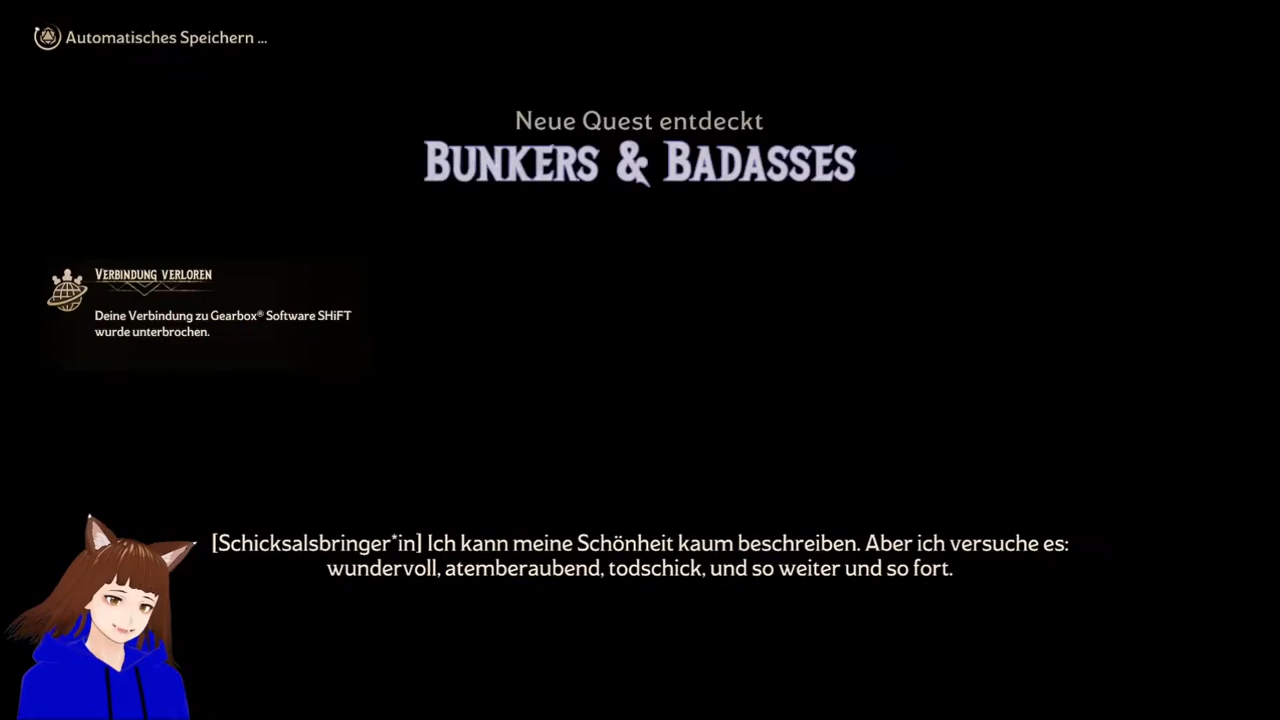 Automatisches Speichern ...
Neue Quest entdeckt
BUNKERS & BADASSES
VERBINDUNG VERLOREN
Deine Verbindung zu Gearbox® Software SHiFT
wurde unterbrochen.
[Schicksalsbringer*in] Ich kann meine Schönheit kaum beschreiben. Aber ich versuche es:
wundervoll, atemberaubend, todschick, und so weiter und so fort.